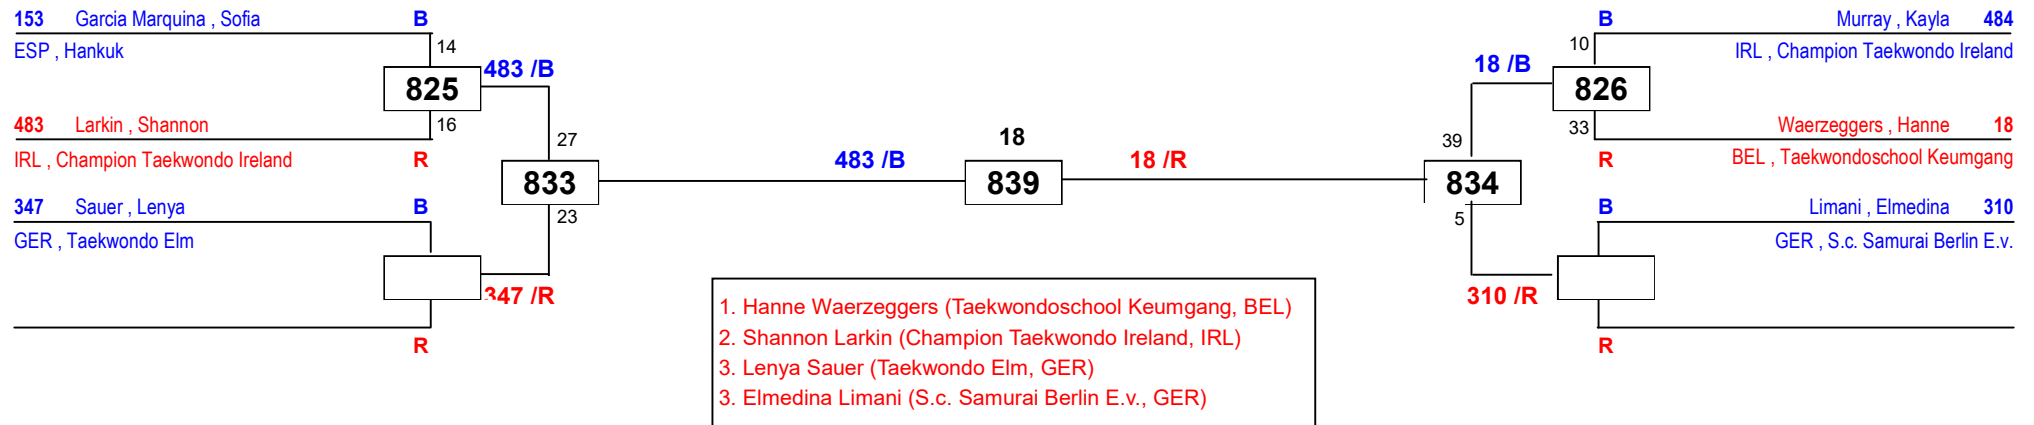 153 Garcia Marquina , Sofia B
ESP , Hankuk
14
825
483 /B
16
483 Larkin , Shannon
IRL , Champion Taekwondo Ireland R
27
833
23
347 Sauer , Lenya B
GER , Taekwondo Elm
347 /R
R
483 /B
18
839
18 /R
B Murray , Kayla 484
10
IRL , Champion Taekwondo Ireland
18 /B
826
33
Waerzeggers , Hanne 18
R BEL , Taekwondoschool Keumgang
39
834
5
B Limani , Elmedina 310
GER , S.c. Samurai Berlin E.v.
310 /R
R
1. Hanne Waerzeggers (Taekwondoschool Keumgang, BEL)
2. Shannon Larkin (Champion Taekwondo Ireland, IRL)
3. Lenya Sauer (Taekwondo Elm, GER)
3. Elmedina Limani (S.c. Samurai Berlin E.v., GER)